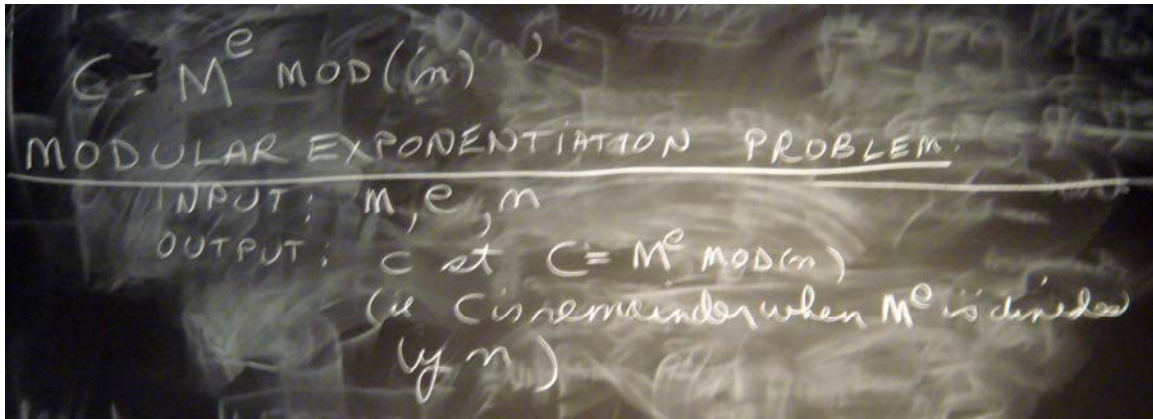 C = M^e MOD(n)
MODULAR EXPONENTIATION PROBLEM:
INPUT: M, e, n
OUTPUT: C st C ≡ M^e MOD(n)
(ie C is remainder when M^e is divided
by n)